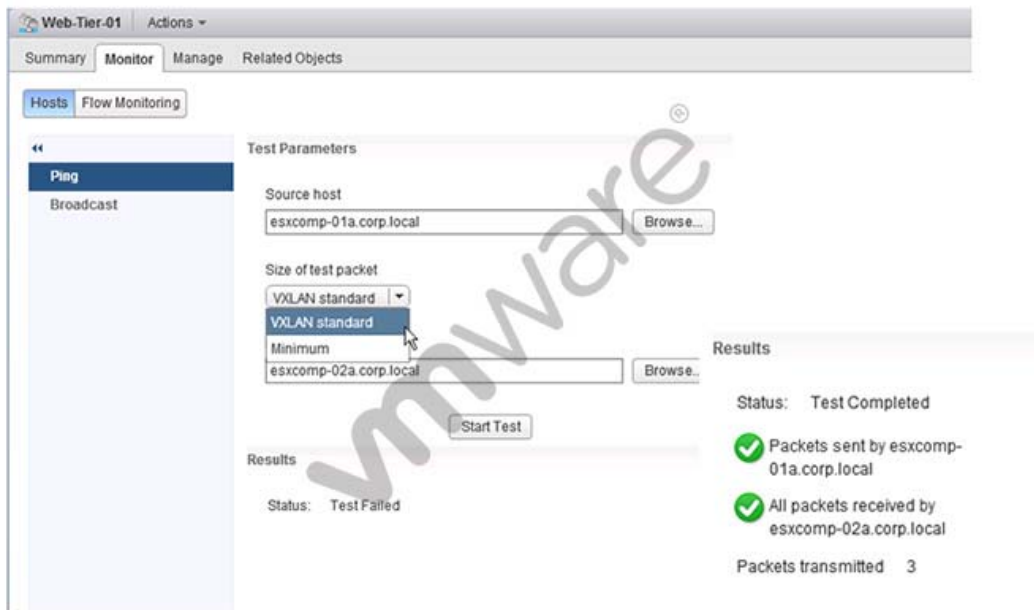 Web-Tier-01 Actions
Summary Monitor Manage Related Objects
Hosts Flow Monitoring
Ping
Broadcast
Test Parameters
Source host
esxcomp-01a.corp.local Browse...
Size of test packet
VXLAN standard
VXLAN standard
Minimum
esxcomp-02a.corp.local Browse..
Start Test
Results
Status: Test Failed
vmware®
Results
Status: Test Completed
Packets sent by esxcomp-
01a.corp.local
All packets received by
esxcomp-02a.corp.local
Packets transmitted 3